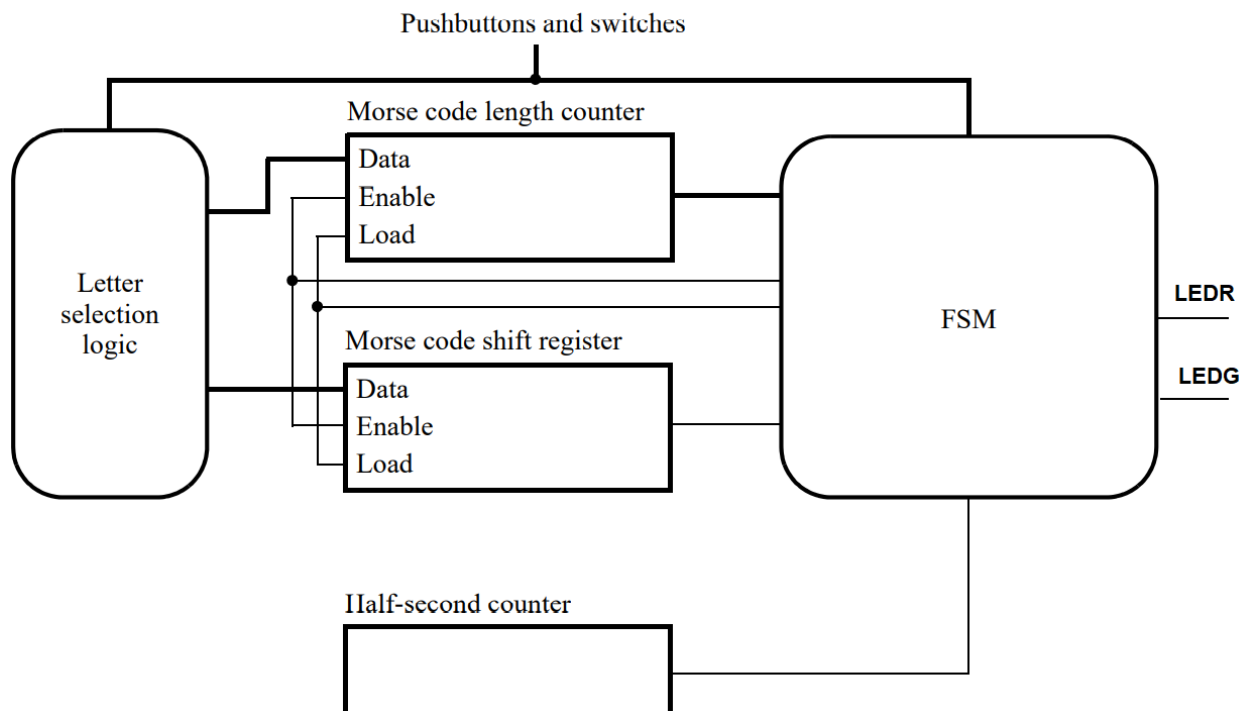 Pushbuttons and switches
Morse code length counter
Data
Enable
Load
Letter
selection
logic
FSM
LEDR
LEDG
Morse code shift register
Data
Enable
Load
Half-second counter